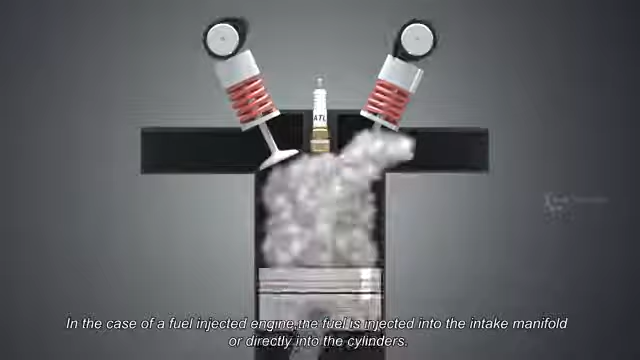 ATL
In the case of a fuel injected engine,the fuel is injected into the intake manifold
or directly into the cylinders.